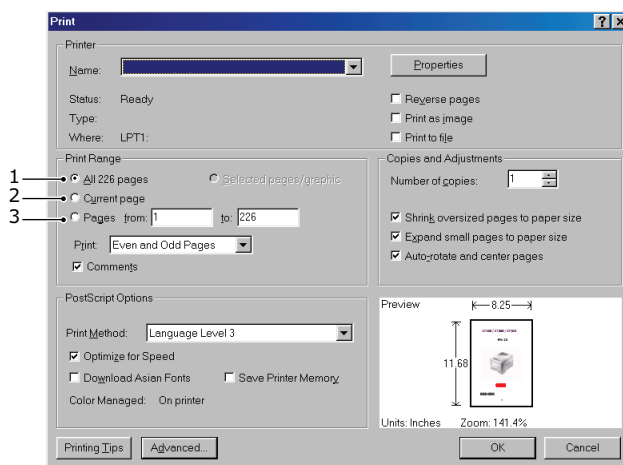 Print
Printer
Name:
Properties
Status: Ready
Reverse pages
Type:
Print as image
Where: LPT1:
Print to file
Print Range
Copies and Adjustments
1
All 226 pages
Selected pages/graphic
Number of copies: 1
2
Current page
3
Pages from: 1 to: 226
Shrink oversized pages to paper size
Print: Even and Odd Pages
Expand small pages to paper size
Comments
Auto-rotate and center pages
PostScript Options
Preview
8.25
Print Method: Language Level 3
Optimize for Speed
11.68
Download Asian Fonts
Save Printer Memory
Color Managed: On printer
Units: Inches Zoom: 141.4%
Printing Tips
Advanced...
OK
Cancel